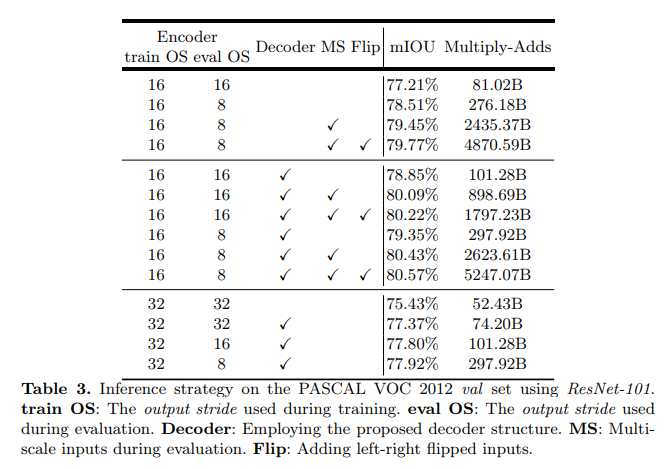 Encoder
train OS eval OS Decoder MS Flip mIOU Multiply-Adds
16 16 77.21% 81.02B
16 8 78.51% 276.18B
16 8 ✓ 79.45% 2435.37B
16 8 ✓ ✓ 79.77% 4870.59B
16 16 ✓ 78.85% 101.28B
16 16 ✓ ✓ 80.09% 898.69B
16 16 ✓ ✓ ✓ 80.22% 1797.23B
16 8 ✓ 79.35% 297.92B
16 8 ✓ ✓ 80.43% 2623.61B
16 8 ✓ ✓ ✓ 80.57% 5247.07B
32 32 75.43% 52.43B
32 32 ✓ 77.37% 74.20B
32 16 ✓ 77.80% 101.28B
32 8 ✓ 77.92% 297.92B
Table 3. Inference strategy on the PASCAL VOC 2012 val set using ResNet-101.
train OS: The output stride used during training. eval OS: The output stride used
during evaluation. Decoder: Employing the proposed decoder structure. MS: Multi-
scale inputs during evaluation. Flip: Adding left-right flipped inputs.